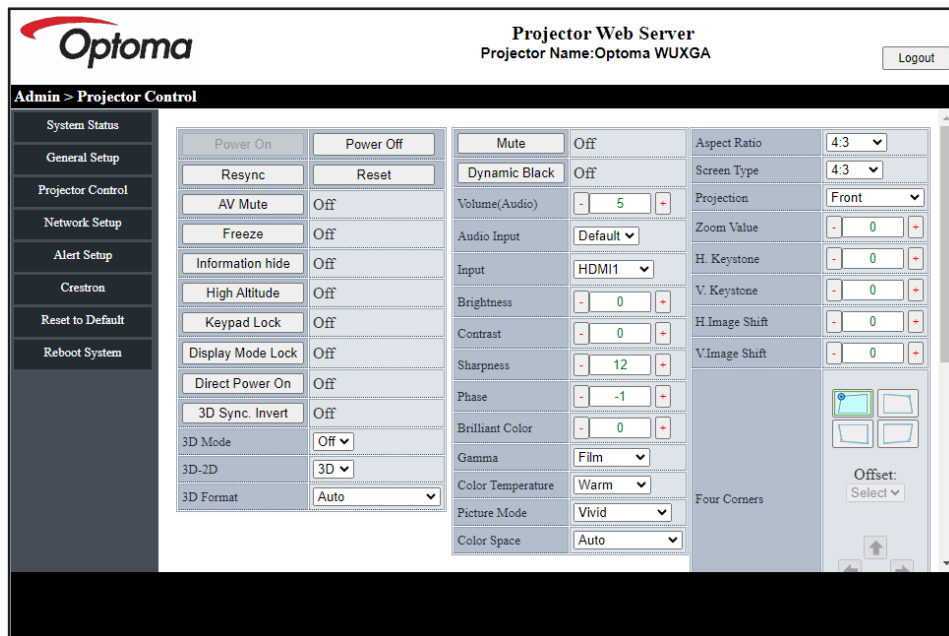 Optoma
Projector Web Server
Projector Name:Optoma WUXGA
Logout
Admin > Projector Control
System Status
General Setup
Projector Control
Network Setup
Alert Setup
Crestron
Reset to Default
Reboot System
Power On Power Off
Resync Reset
AV Mute Off
Freeze Off
Information hide Off
High Altitude Off
Keypad Lock Off
Display Mode Lock Off
Direct Power On Off
3D Sync. Invert Off
3D Mode Off
3D-2D 3D
3D Format Auto
Mute Off
Dynamic Black Off
Volume(Audio) - 5 +
Audio Input Default
Input HDMI1
Brightness - 0 +
Contrast - 0 +
Sharpness - 12 +
Phase - -1 +
Brilliant Color - 0 +
Gamma Film
Color Temperature Warm
Picture Mode Vivid
Color Space Auto
Aspect Ratio 4:3
Screen Type 4:3
Projection Front
Zoom Value - 0 +
H. Keystone - 0 +
V. Keystone - 0 +
H.Image Shift - 0 +
V.Image Shift - 0 +
Four Corners
Offset:
Select